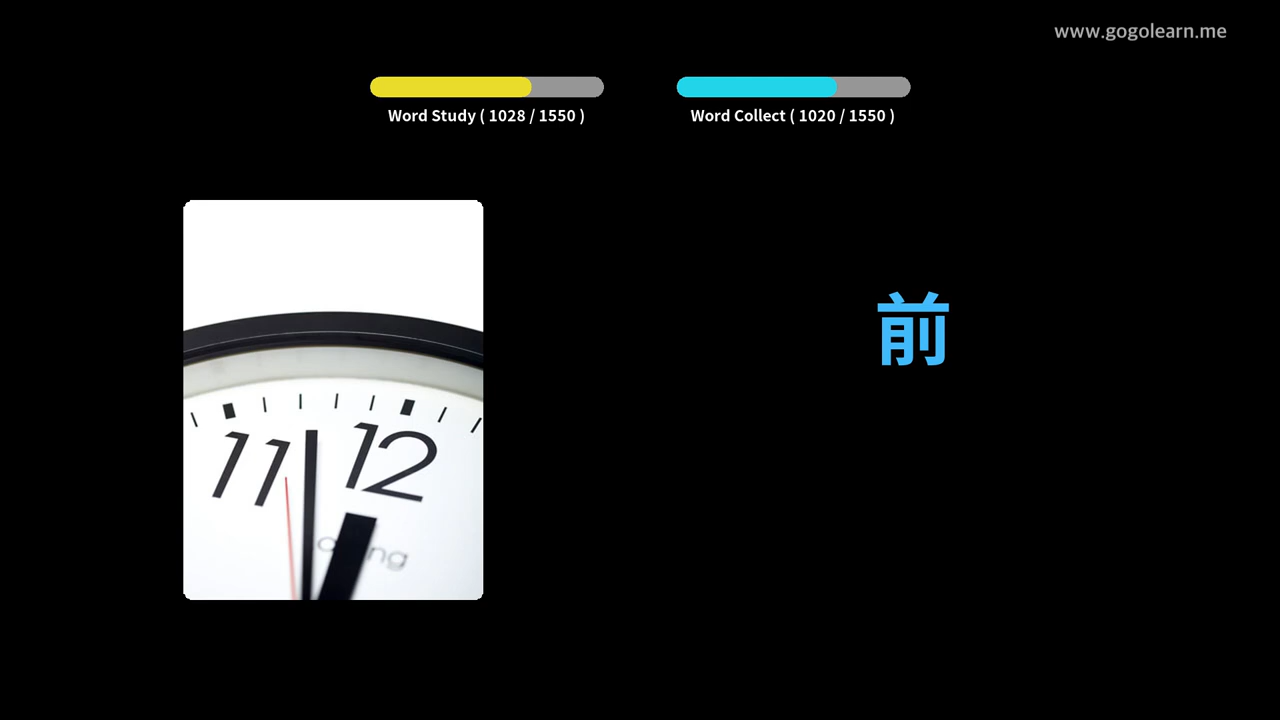 www.gogolearn.me
Word Study ( 1028 / 1550 )
Word Collect ( 1020 / 1550 )
前
11
12